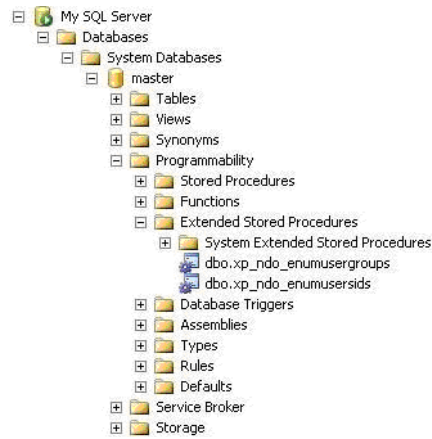 My SQL Server
Databases
System Databases
master
Tables
Views
Synonyms
Programmability
Stored Procedures
Functions
Extended Stored Procedures
System Extended Stored Procedures
dbo.xp_ndo_enumusergroups
dbo.xp_ndo_enumusersids
Database Triggers
Assemblies
Types
Rules
Defaults
Service Broker
Storage